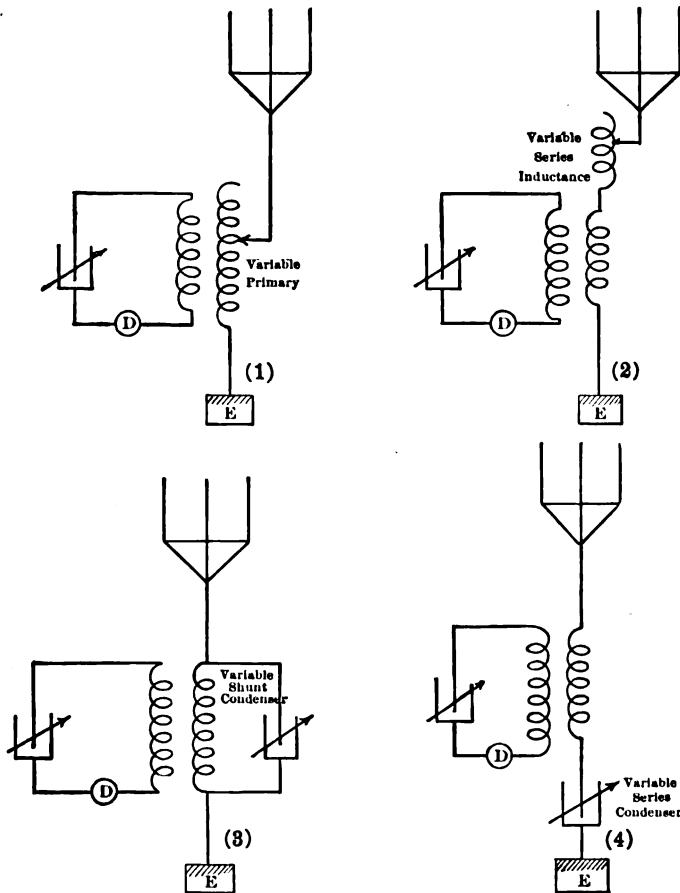 Variable
Series
Inductance
Variable
Primary
D
D
(1)
(2)
E
E
Variable
Shunt
Condenser
D
D
Variable
Series
Condenser
(3)
(4)
E
E